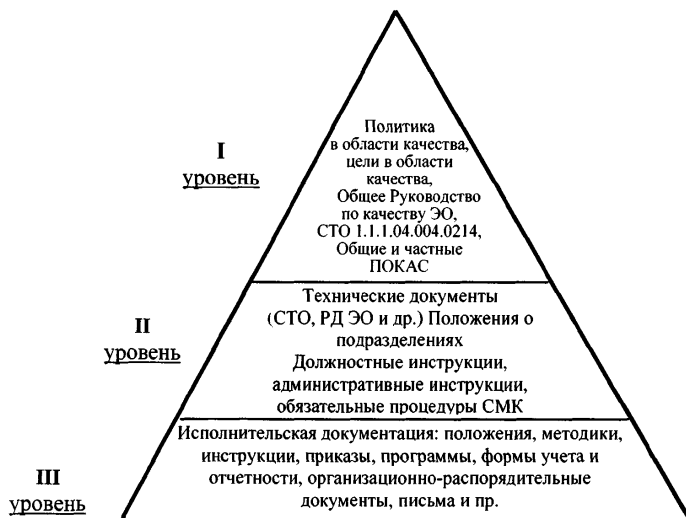 I
уровень
Политика
в области качества,
цели в области
качества,
Общее Руководство
по качеству ЭО,
СТО 1.1.1.04.004.0214,
Общие и частные
ПОКАС
II
уровень
Технические документы
(СТО, РД ЭО и др.) Положения о
подразделениях
Должностные инструкции,
административные инструкции,
обязательные процедуры СМК
III
уровень
Исполнительская документация: положения, методики,
инструкции, приказы, программы, формы учета и
отчетности, организационно-распорядительные
документы, письма и пр.